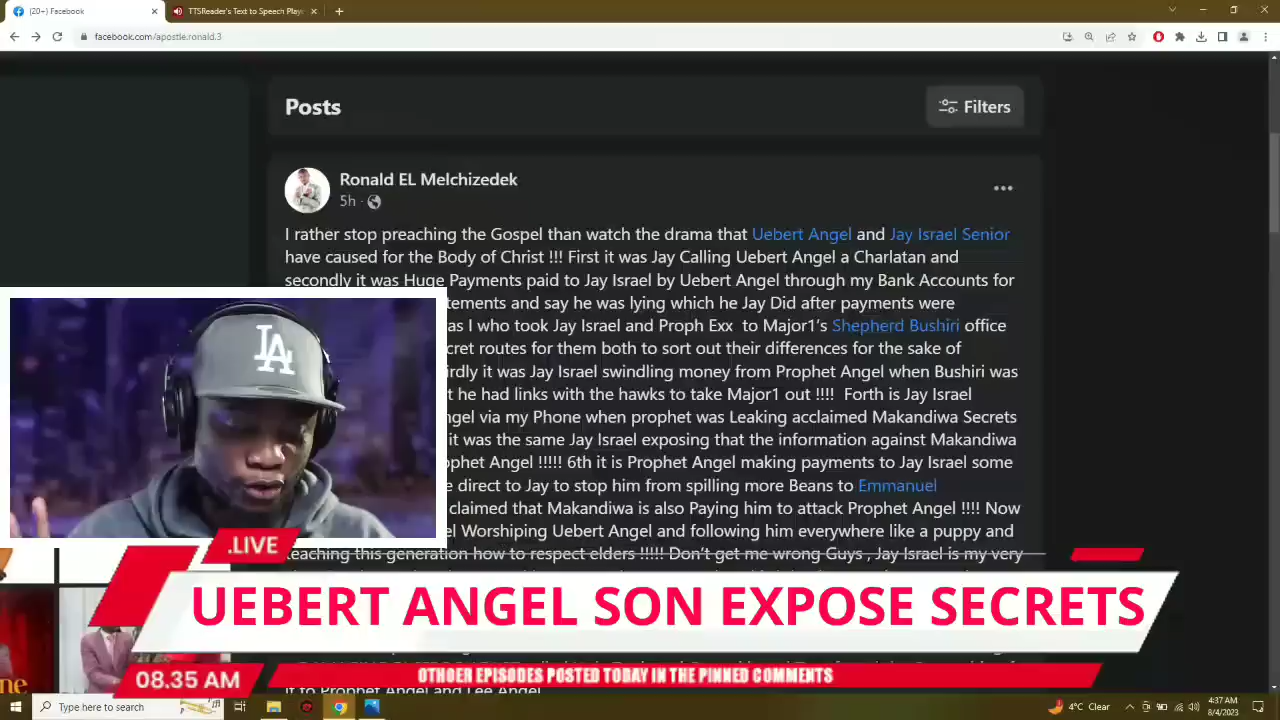 (20+) Facebook
TTSReader's Text to Speech Play
facebook.com/apostle.ronald.3
Posts
Filters
Ronald EL Melchizedek
5h
I rather stop preaching the Gospel than watch the drama that Uebert Angel and Jay Israel Senior
have caused for the Body of Christ !!! First it was Jay Calling Uebert Angel a Charlatan and
secondly it was Huge Payments paid to Jay Israel by Uebert Angel through my Bank Accounts for
tements and say he was lying which he Jay Did after payments were
as I who took Jay Israel and Proph Exx to Major1's Shepherd Bushiri office
cret routes for them both to sort out their differences for the sake of
irdly it was Jay Israel swindling money from Prophet Angel when Bushiri was
t he had links with the hawks to take Major1 out !!!! Forth is Jay Israel
ngel via my Phone when prophet was Leaking acclaimed Makandiwa Secrets
it was the same Jay Israel exposing that the information against Makandiwa
ophet Angel !!!!! 6th it is Prophet Angel making payments to Jay Israel some
e direct to Jay to stop him from spilling more Beans to Emmanuel
claimed that Makandiwa is also Paying him to attack Prophet Angel !!!! Now
el Worshiping Uebert Angel and following him everywhere like a puppy and
teaching this generation how to respect elders !!!!! Don't get me wrong Guys , Jay Israel is my very
LA
.LIVE
UEBERT ANGEL SON EXPOSE SECRETS
08.35 AM
OTHOER EPISODES POSTED TODAY IN THE PINNED COMMENTS
it to Prophet Angel and Lee Angel
ne
Type here to search
4°C Clear
4:37 AM
8/4/2023